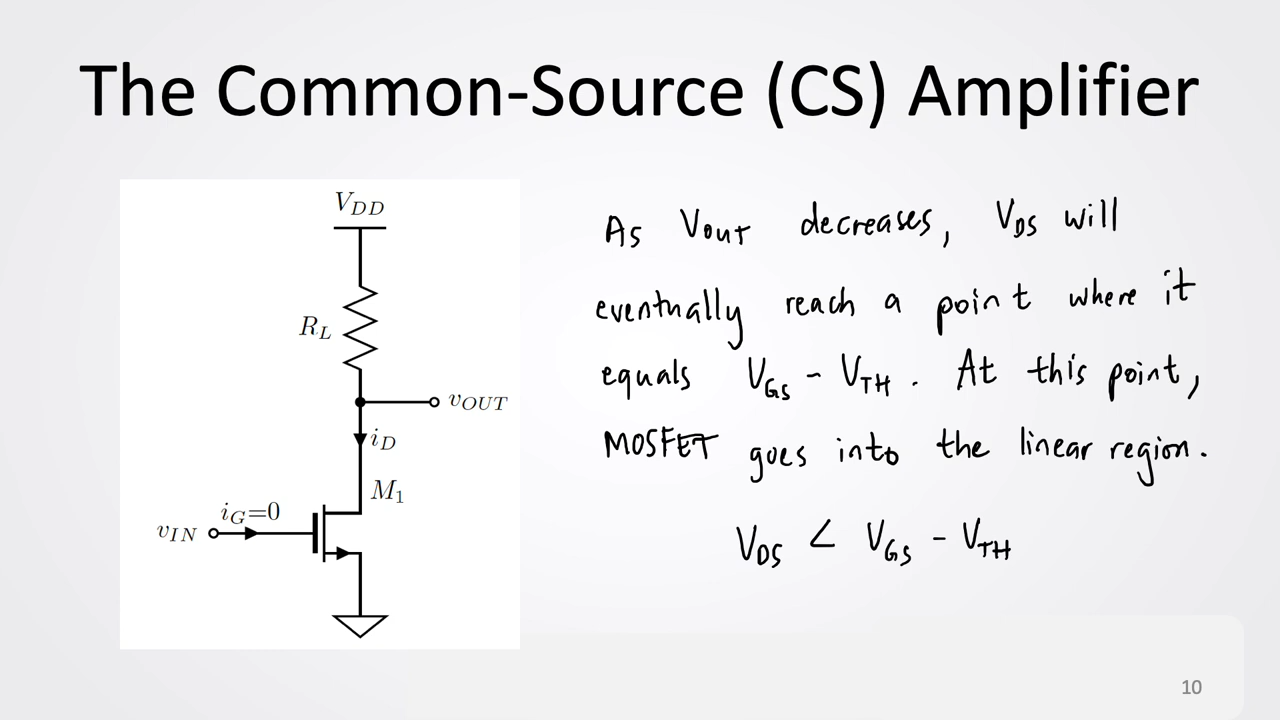 The Common-Source (CS) Amplifier
V_DD
R_L
v_OUT
i_D
M_1
i_G=0
v_IN
As Vout decreases, V_DS will
eventually reach a point where it
equals V_GS - V_TH. At this point,
MOSFET goes into the linear region.
V_DS < V_GS - V_TH
10